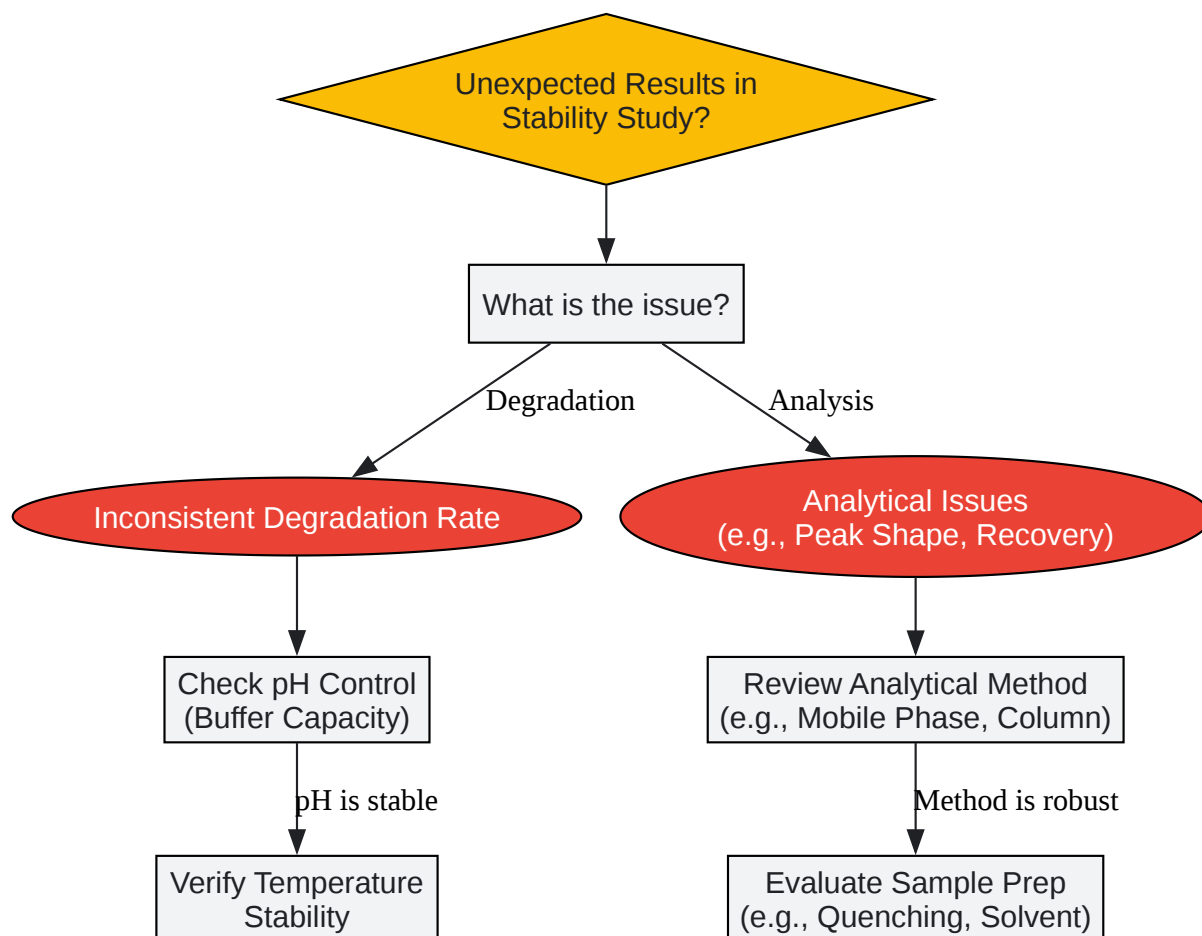 Unexpected Results in
Stability Study?
What is the issue?
Degradation
Analysis
Inconsistent Degradation Rate
Analytical Issues
(e.g., Peak Shape, Recovery)
Check pH Control
(Buffer Capacity)
Review Analytical Method
(e.g., Mobile Phase, Column)
pH is stable
Method is robust
Verify Temperature
Stability
Evaluate Sample Prep
(e.g., Quenching, Solvent)